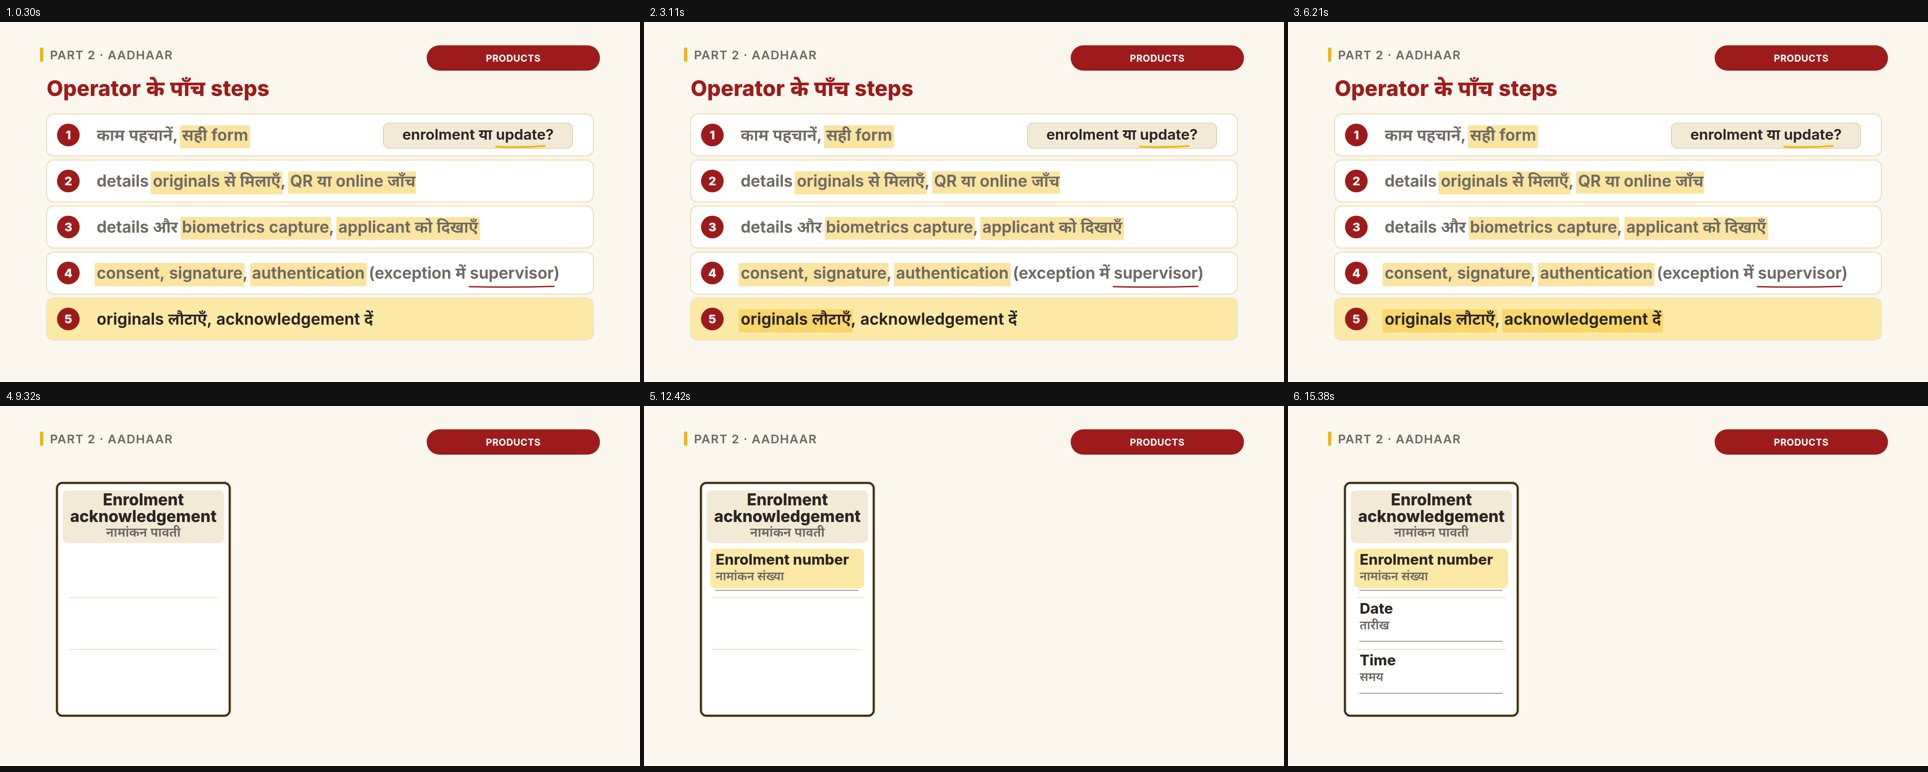 1. 0.30s
PART 2 · AADHAAR
PRODUCTS
Operator के पाँच steps
1 काम पहचानें, सही form enrolment या update?
2 details originals से मिलाएँ, QR या online जाँच
3 details और biometrics capture, applicant को दिखाएँ
4 consent, signature, authentication (exception में supervisor)
5 originals लौटाएँ, acknowledgement दें
2. 3.11s
PART 2 · AADHAAR
PRODUCTS
Operator के पाँच steps
1 काम पहचानें, सही form enrolment या update?
2 details originals से मिलाएँ, QR या online जाँच
3 details और biometrics capture, applicant को दिखाएँ
4 consent, signature, authentication (exception में supervisor)
5 originals लौटाएँ, acknowledgement दें
3. 6.21s
PART 2 · AADHAAR
PRODUCTS
Operator के पाँच steps
1 काम पहचानें, सही form enrolment या update?
2 details originals से मिलाएँ, QR या online जाँच
3 details और biometrics capture, applicant को दिखाएँ
4 consent, signature, authentication (exception में supervisor)
5 originals लौटाएँ, acknowledgement दें
4. 9.32s
PART 2 · AADHAAR
PRODUCTS
Enrolment
acknowledgement
नामांकन पावती
5. 12.42s
PART 2 · AADHAAR
PRODUCTS
Enrolment
acknowledgement
नामांकन पावती
Enrolment number
नामांकन संख्या
6. 15.38s
PART 2 · AADHAAR
PRODUCTS
Enrolment
acknowledgement
नामांकन पावती
Enrolment number
नामांकन संख्या
Date
तारीख
Time
समय